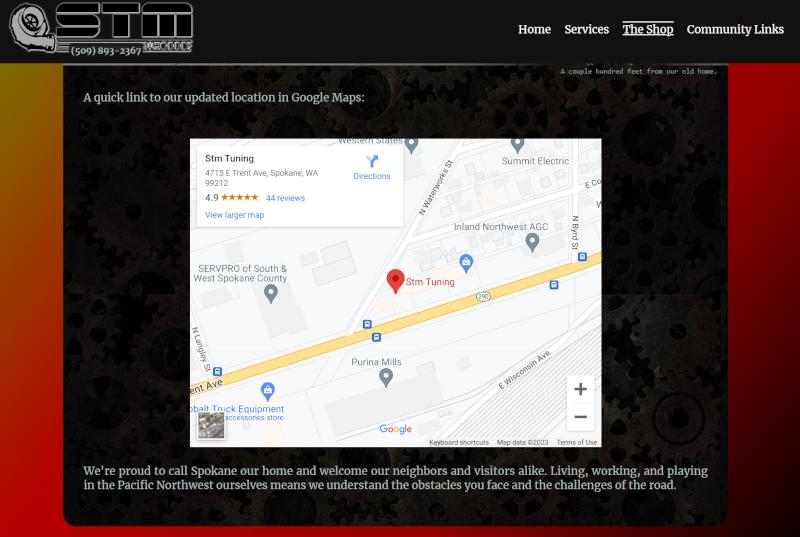 STM
(509) 893-2367
Home Services The Shop Community Links
A couple hundred feet from our old home.
A quick link to our updated location in Google Maps:
Western States
Stm Tuning
4715 E Trent Ave, Spokane, WA
99212
4.9 44 reviews
View larger map
Directions
Summit Electric
N Waterworks St
E Co
Inland Northwest AGC
N Byrd St
SERVPRO of South &
West Spokane County
Stm Tuning
290
N Langley St
Purina Mills
E Wisconsin Ave
ent Ave
obalt Truck Equipment
accessories store
+
−
Google
Keyboard shortcuts Map data ©2023 Terms of Use
We're proud to call Spokane our home and welcome our neighbors and visitors alike. Living, working, and playing
in the Pacific Northwest ourselves means we understand the obstacles you face and the challenges of the road.